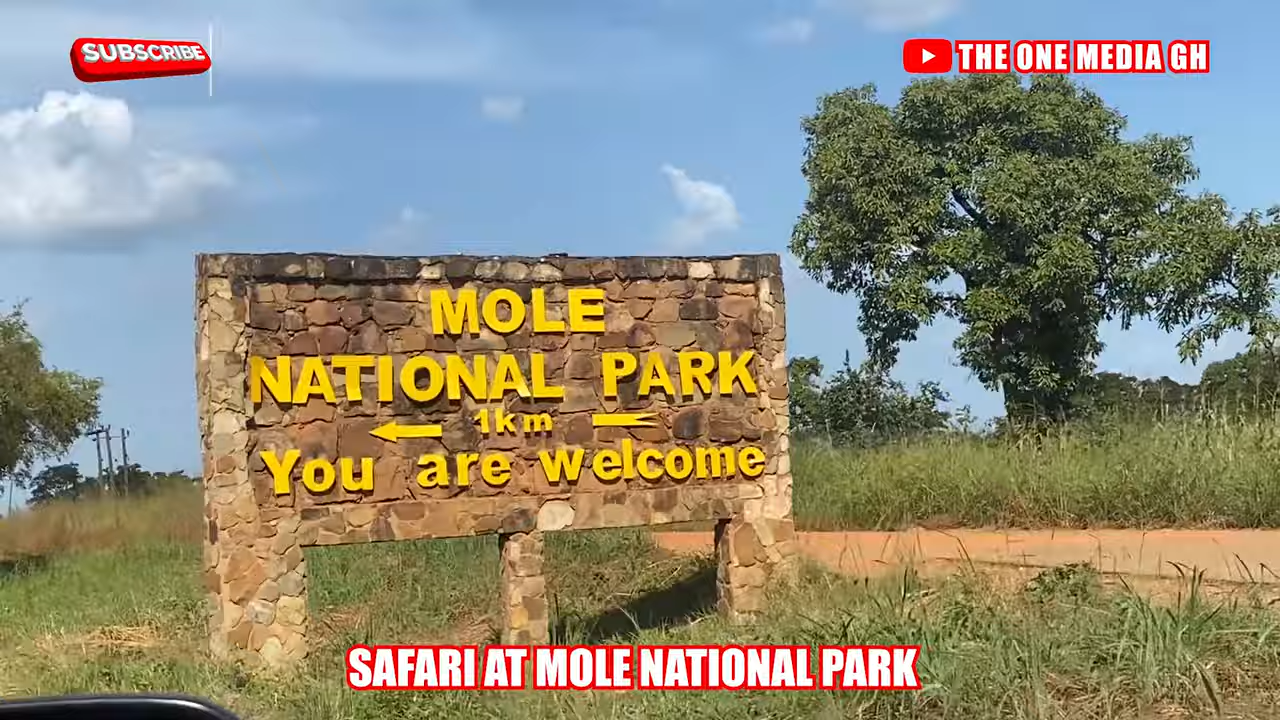 SUBSCRIBE
THE ONE MEDIA GH
MOLE
NATIONAL PARK
1km
You are welcome
SAFARI AT MOLE NATIONAL PARK